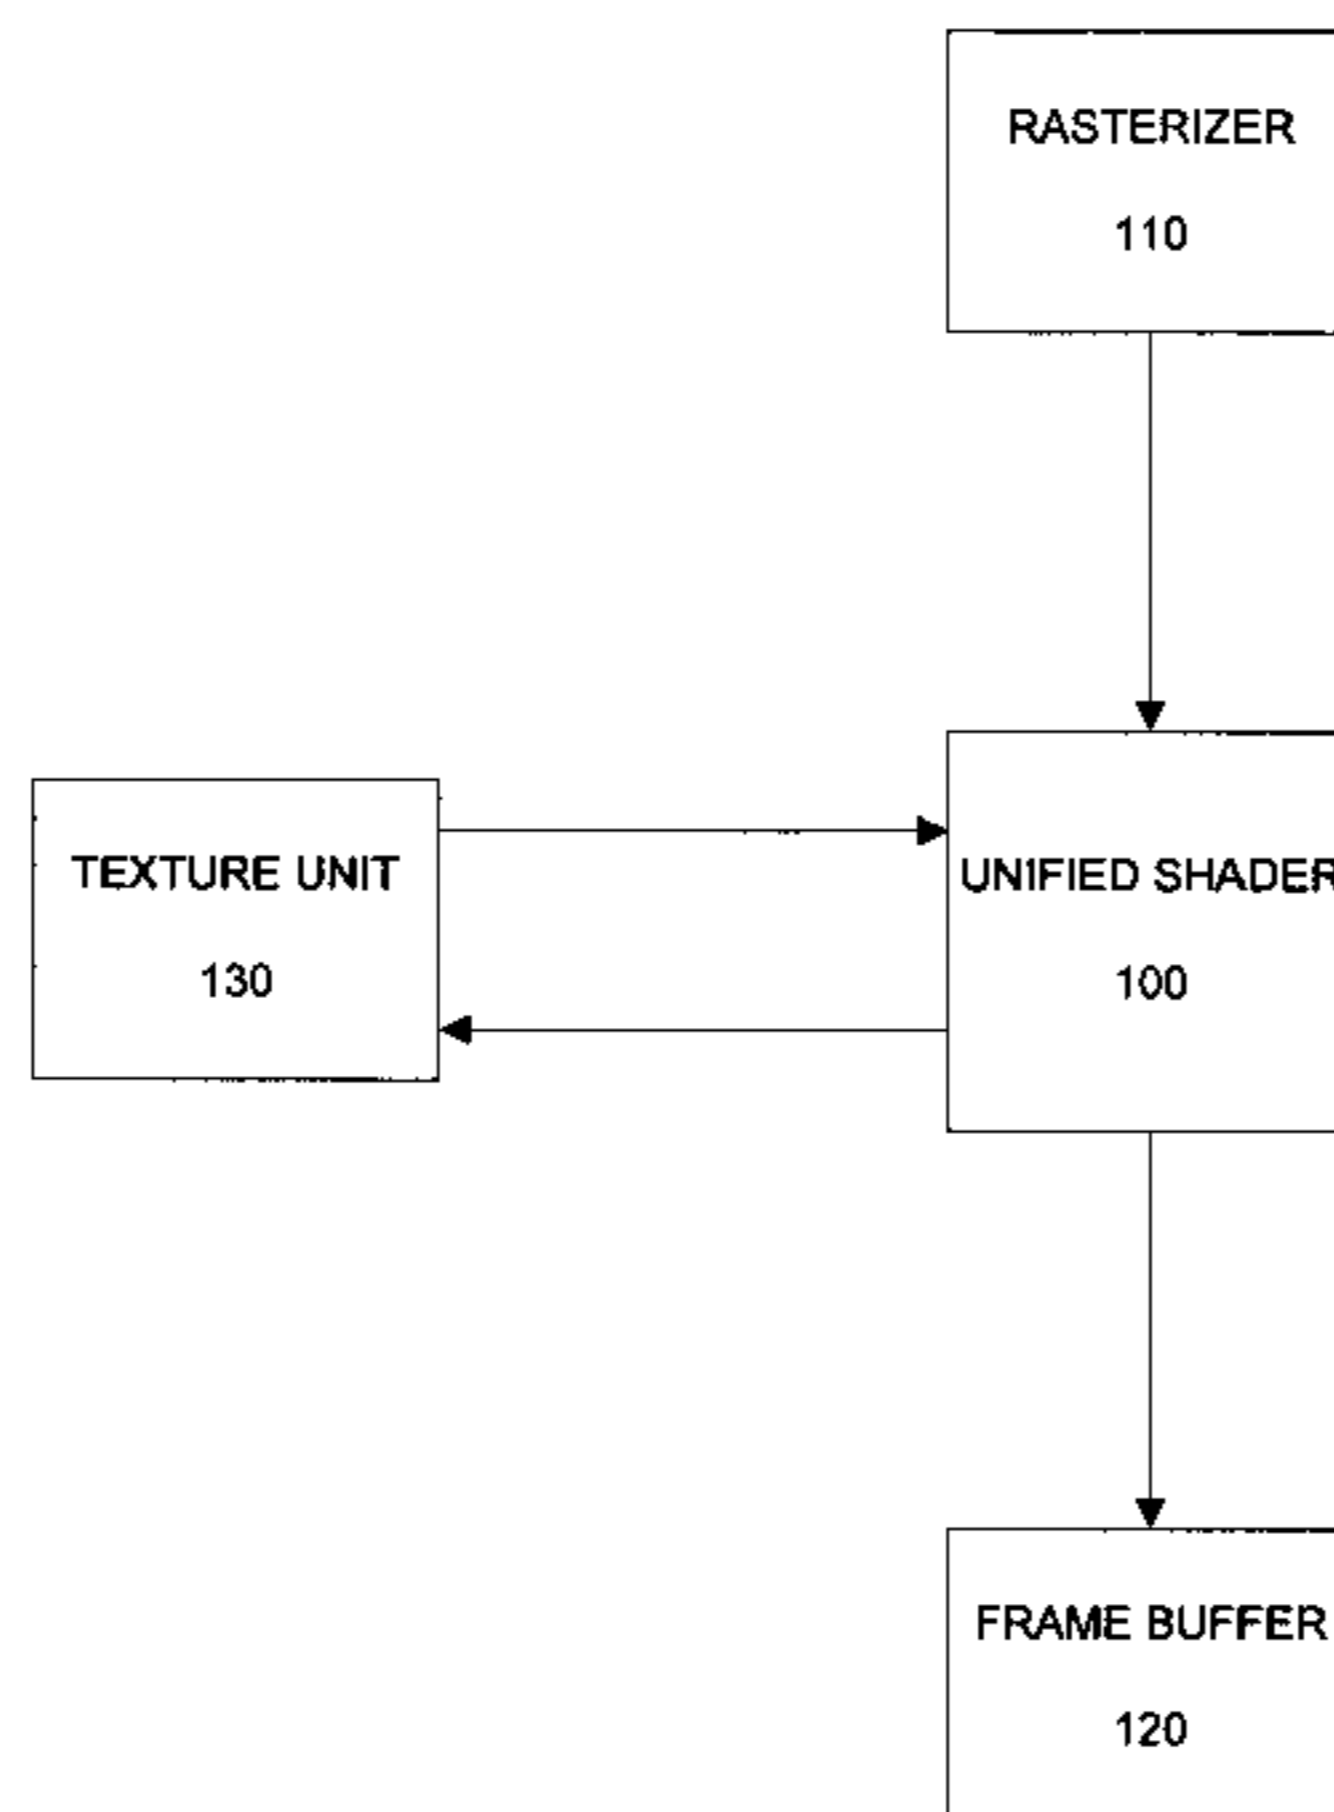 RASTERIZER
110
TEXTURE UNIT
130
UNIFIED SHADER
100
FRAME BUFFER
120